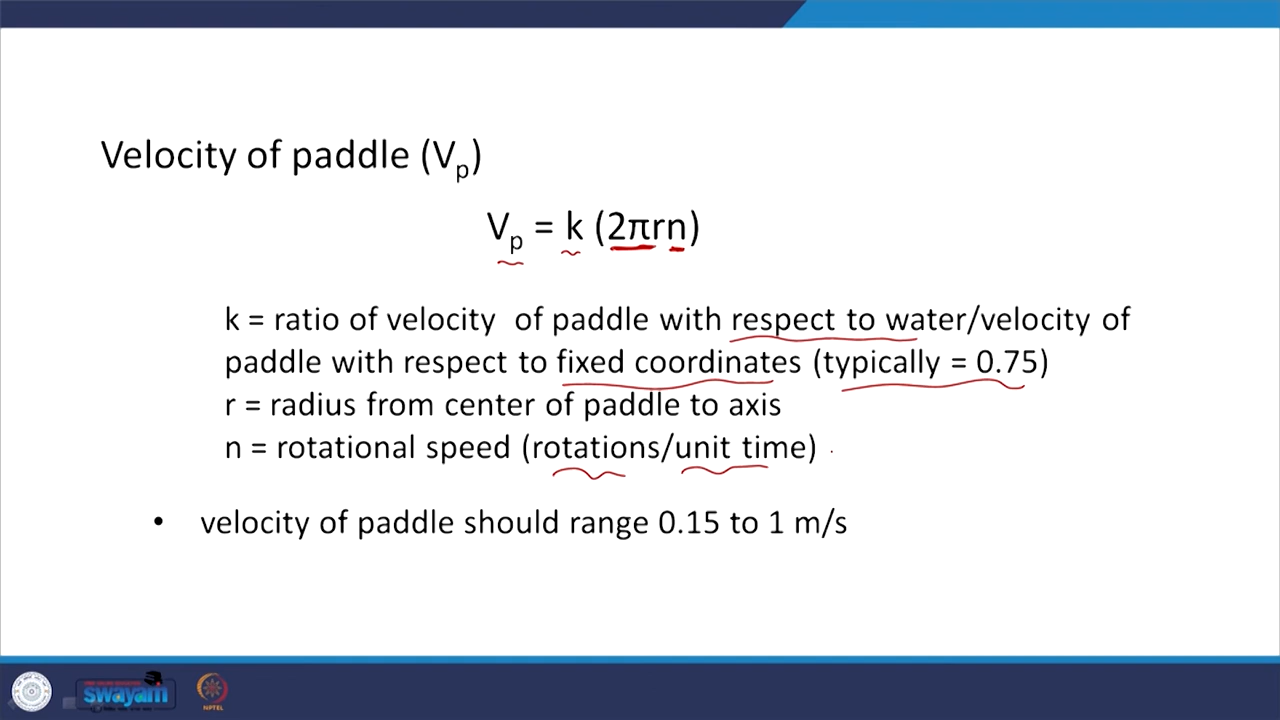 Velocity of paddle (Vp)
Vp = k (2πrn)
k = ratio of velocity of paddle with respect to water/velocity of
paddle with respect to fixed coordinates (typically = 0.75)
r = radius from center of paddle to axis
n = rotational speed (rotations/unit time)
• velocity of paddle should range 0.15 to 1 m/s
swayam
NPTEL